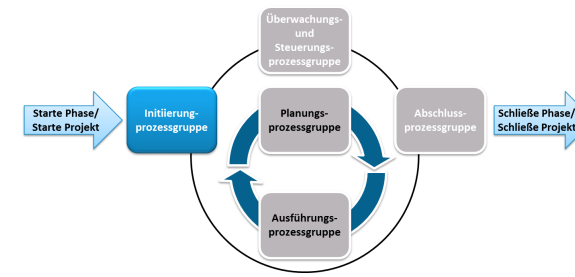 Überwachungs-
und
Steuerungs-
prozessgruppe
Starte Phase/
Starte Projekt
Initiierung-
prozessgruppe
Planungs-
prozessgruppe
Abschluss-
prozessgruppe
Schließe Phase/
Schließe Projekt
Ausführungs-
prozessgruppe